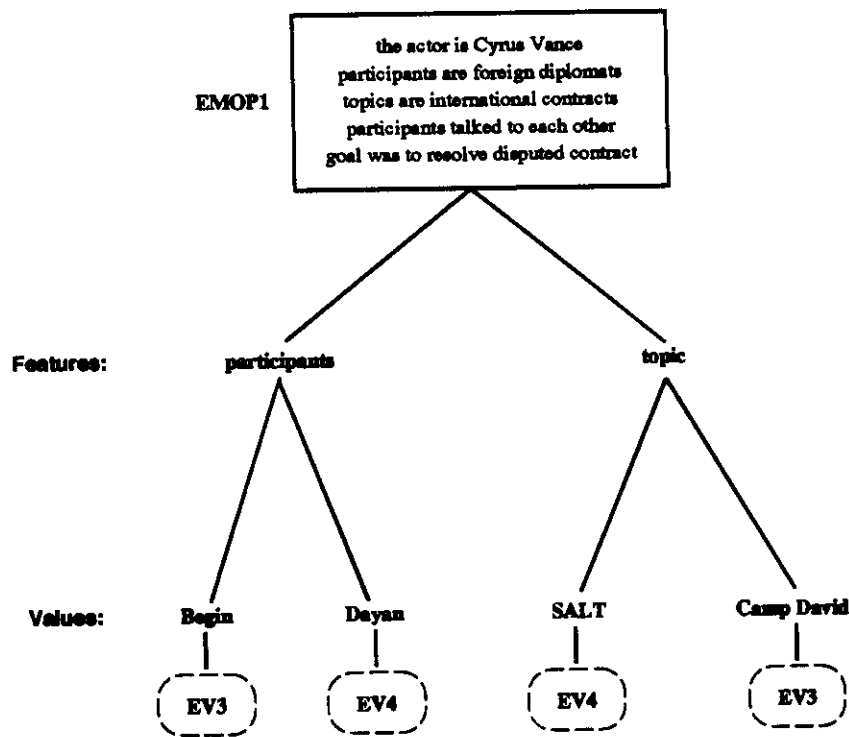 the actor is Cyrus Vance
participants are foreign diplomats
EMOP1
topics are international contracts
participants talked to each other
goal was to resolve disputed contract
Features: participants topic
Values: Begin Dayan SALT Camp David
EV3 EV4 EV4 EV3